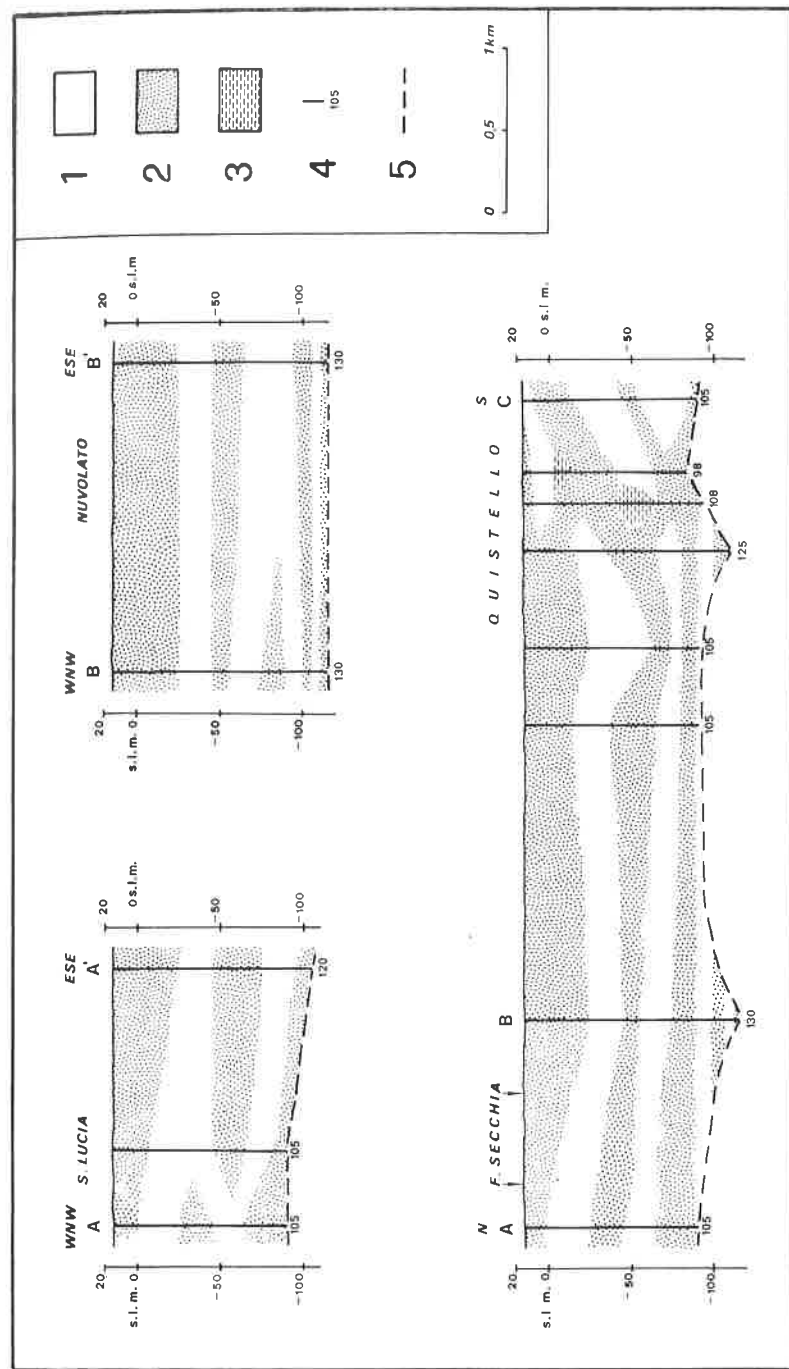 WNW
S. LUCIA
ESE
A
A'
20
s.l.m. 0
-50
-100
105
105
120
20
0 s.l.m.
-50
-100
WNW
NUVOLATO
ESE
B
B'
20
s.l.m. 0
-50
-100
130
130
20
0 s.l.m
-50
-100
1
2
3
4
105
5
0 0,5 1km
N
F. SECCHIA
QUISTELLO
S
A
B
C
20
s.l.m. 0
-50
-100
105
130
105
105
125
108
98
105
20
0 s.l m.
-50
-100